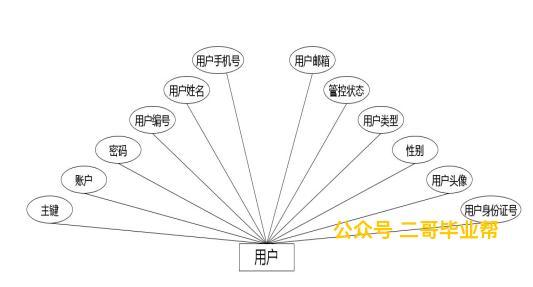 用户手机号 用户邮箱
用户姓名 管控状态
用户编号 用户类型
密码 性别
账户 用户头像
主键 用户身份证号
公众号 二哥毕业帮
用户